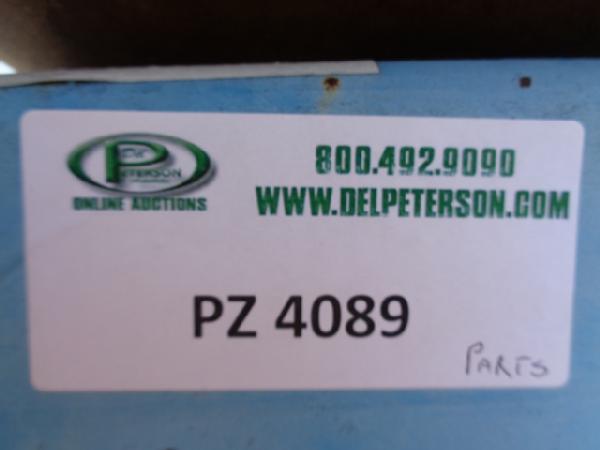 DEL
PETERSON
ONLINE AUCTIONS
800.492.9090
WWW.DELPETERSON.COM
PZ 4089
PARTS